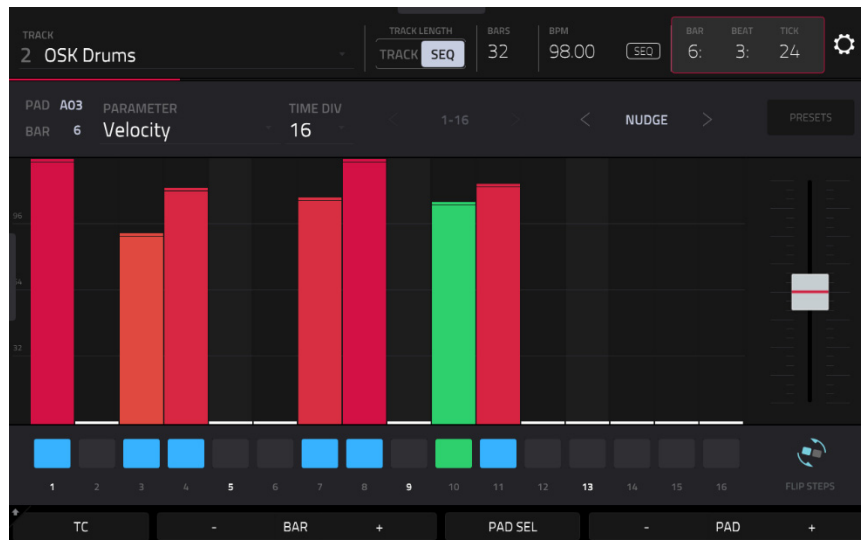 TRACK TRACK LENGTH BARS BPM BAR BEAT TICK
2 OSK Drums TRACK SEQ 32 98.00 SEQ 6: 3: 24
PAD A03 PARAMETER TIME DIV
BAR 6 Velocity 16 < 1-16 > < NUDGE > PRESETS
96
64
32
1 2 3 4 5 6 7 8 9 10 11 12 13 14 15 16 FLIP STEPS
TC - BAR + PAD SEL - PAD +